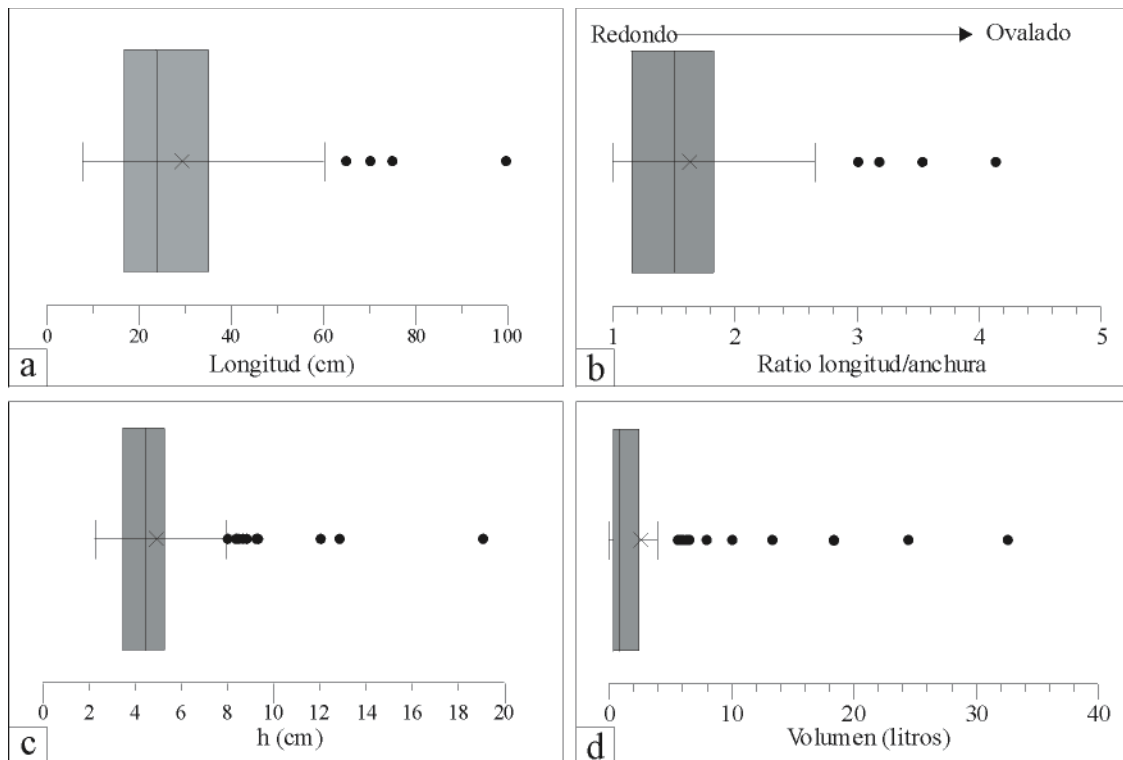 0 20 40 60 80 100
Longitud (cm)
a
Redondo Ovalado
1 2 3 4 5
Ratio longitud/anchura
b
0 2 4 6 8 10 12 14 16 18 20
h (cm)
c
0 10 20 30 40
Volumen (litros)
d